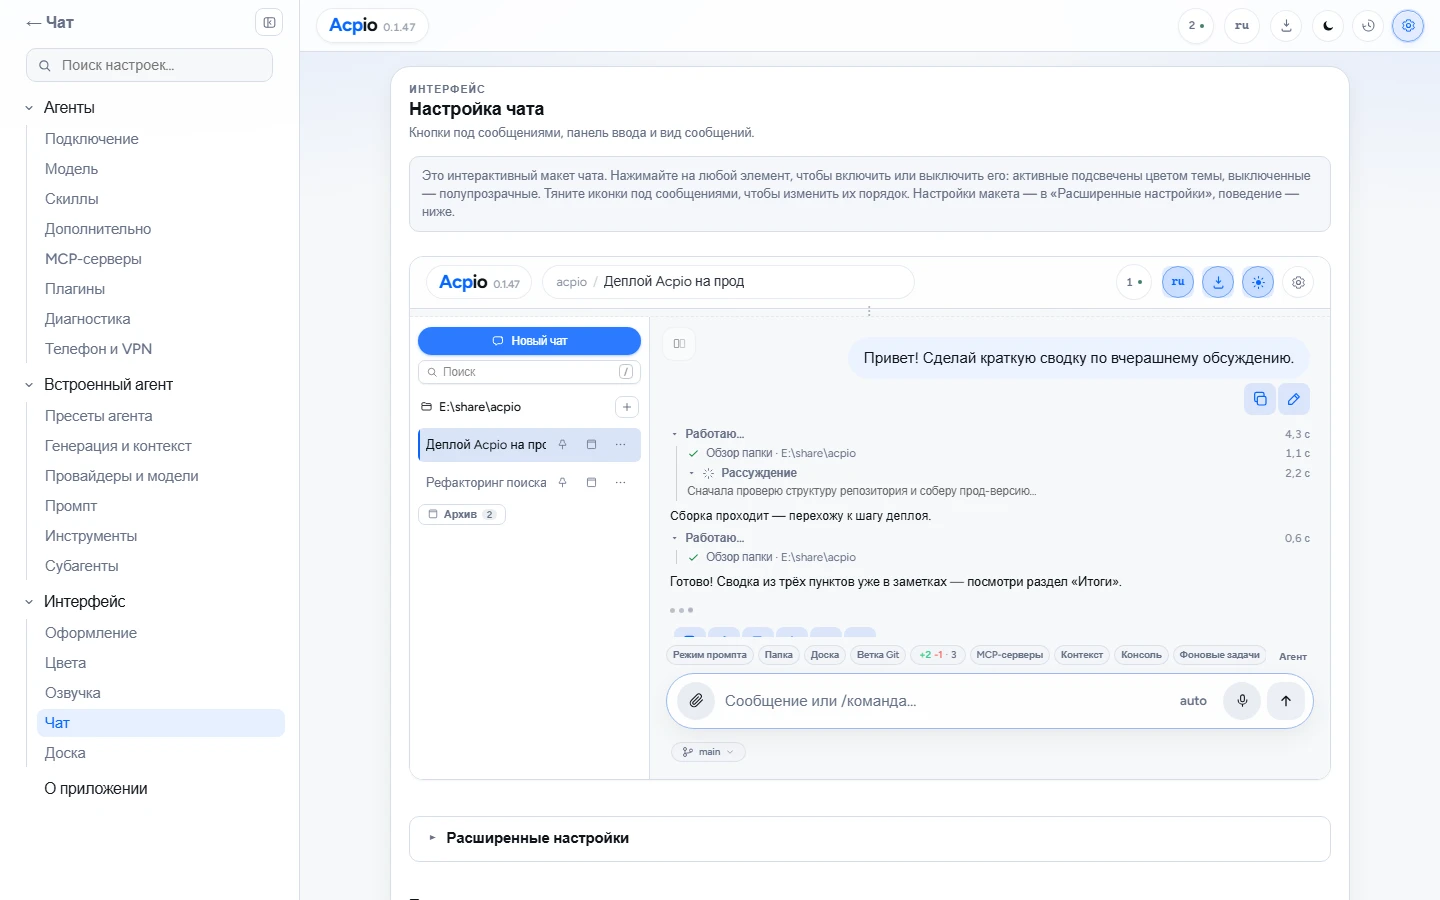 ← Чат
Поиск настроек...
Агенты
Подключение
Модель
Скиллы
Дополнительно
MCP-серверы
Плагины
Диагностика
Телефон и VPN
Встроенный агент
Пресеты агента
Генерация и контекст
Провайдеры и модели
Промпт
Инструменты
Субагенты
Интерфейс
Оформление
Цвета
Озвучка
Чат
Доска
О приложении
Acpio 0.1.47
2
ru
ИНТЕРФЕЙС
Настройка чата
Кнопки под сообщениями, панель ввода и вид сообщений.
Это интерактивный макет чата. Нажимайте на любой элемент, чтобы включить или выключить его: активные подсвечены цветом темы, выключенные
— полупрозрачные. Тяните иконки под сообщениями, чтобы изменить их порядок. Настройки макета — в «Расширенные настройки», поведение —
ниже.
Acpio 0.1.47
acpio / Деплой Acpio на прод
1
ru
Новый чат
Поиск /
E:\share\acpio
Деплой Acpio на про
Рефакторинг поиска
Архив 2
Привет! Сделай краткую сводку по вчерашнему обсуждению.
Работаю... 4,3 с
Обзор папки · E:\share\acpio 1,1 с
Рассуждение 2,2 с
Сначала проверю структуру репозитория и соберу прод-версию...
Сборка проходит — перехожу к шагу деплоя.
Работаю... 0,6 с
Обзор папки · E:\share\acpio
Готово! Сводка из трёх пунктов уже в заметках — посмотри раздел «Итоги».
Режим промпта Папка Доска Ветка Git +2 -1 · 3 MCP-серверы Контекст Консоль Фоновые задачи Агент
Сообщение или /команда... auto
main
Расширенные настройки